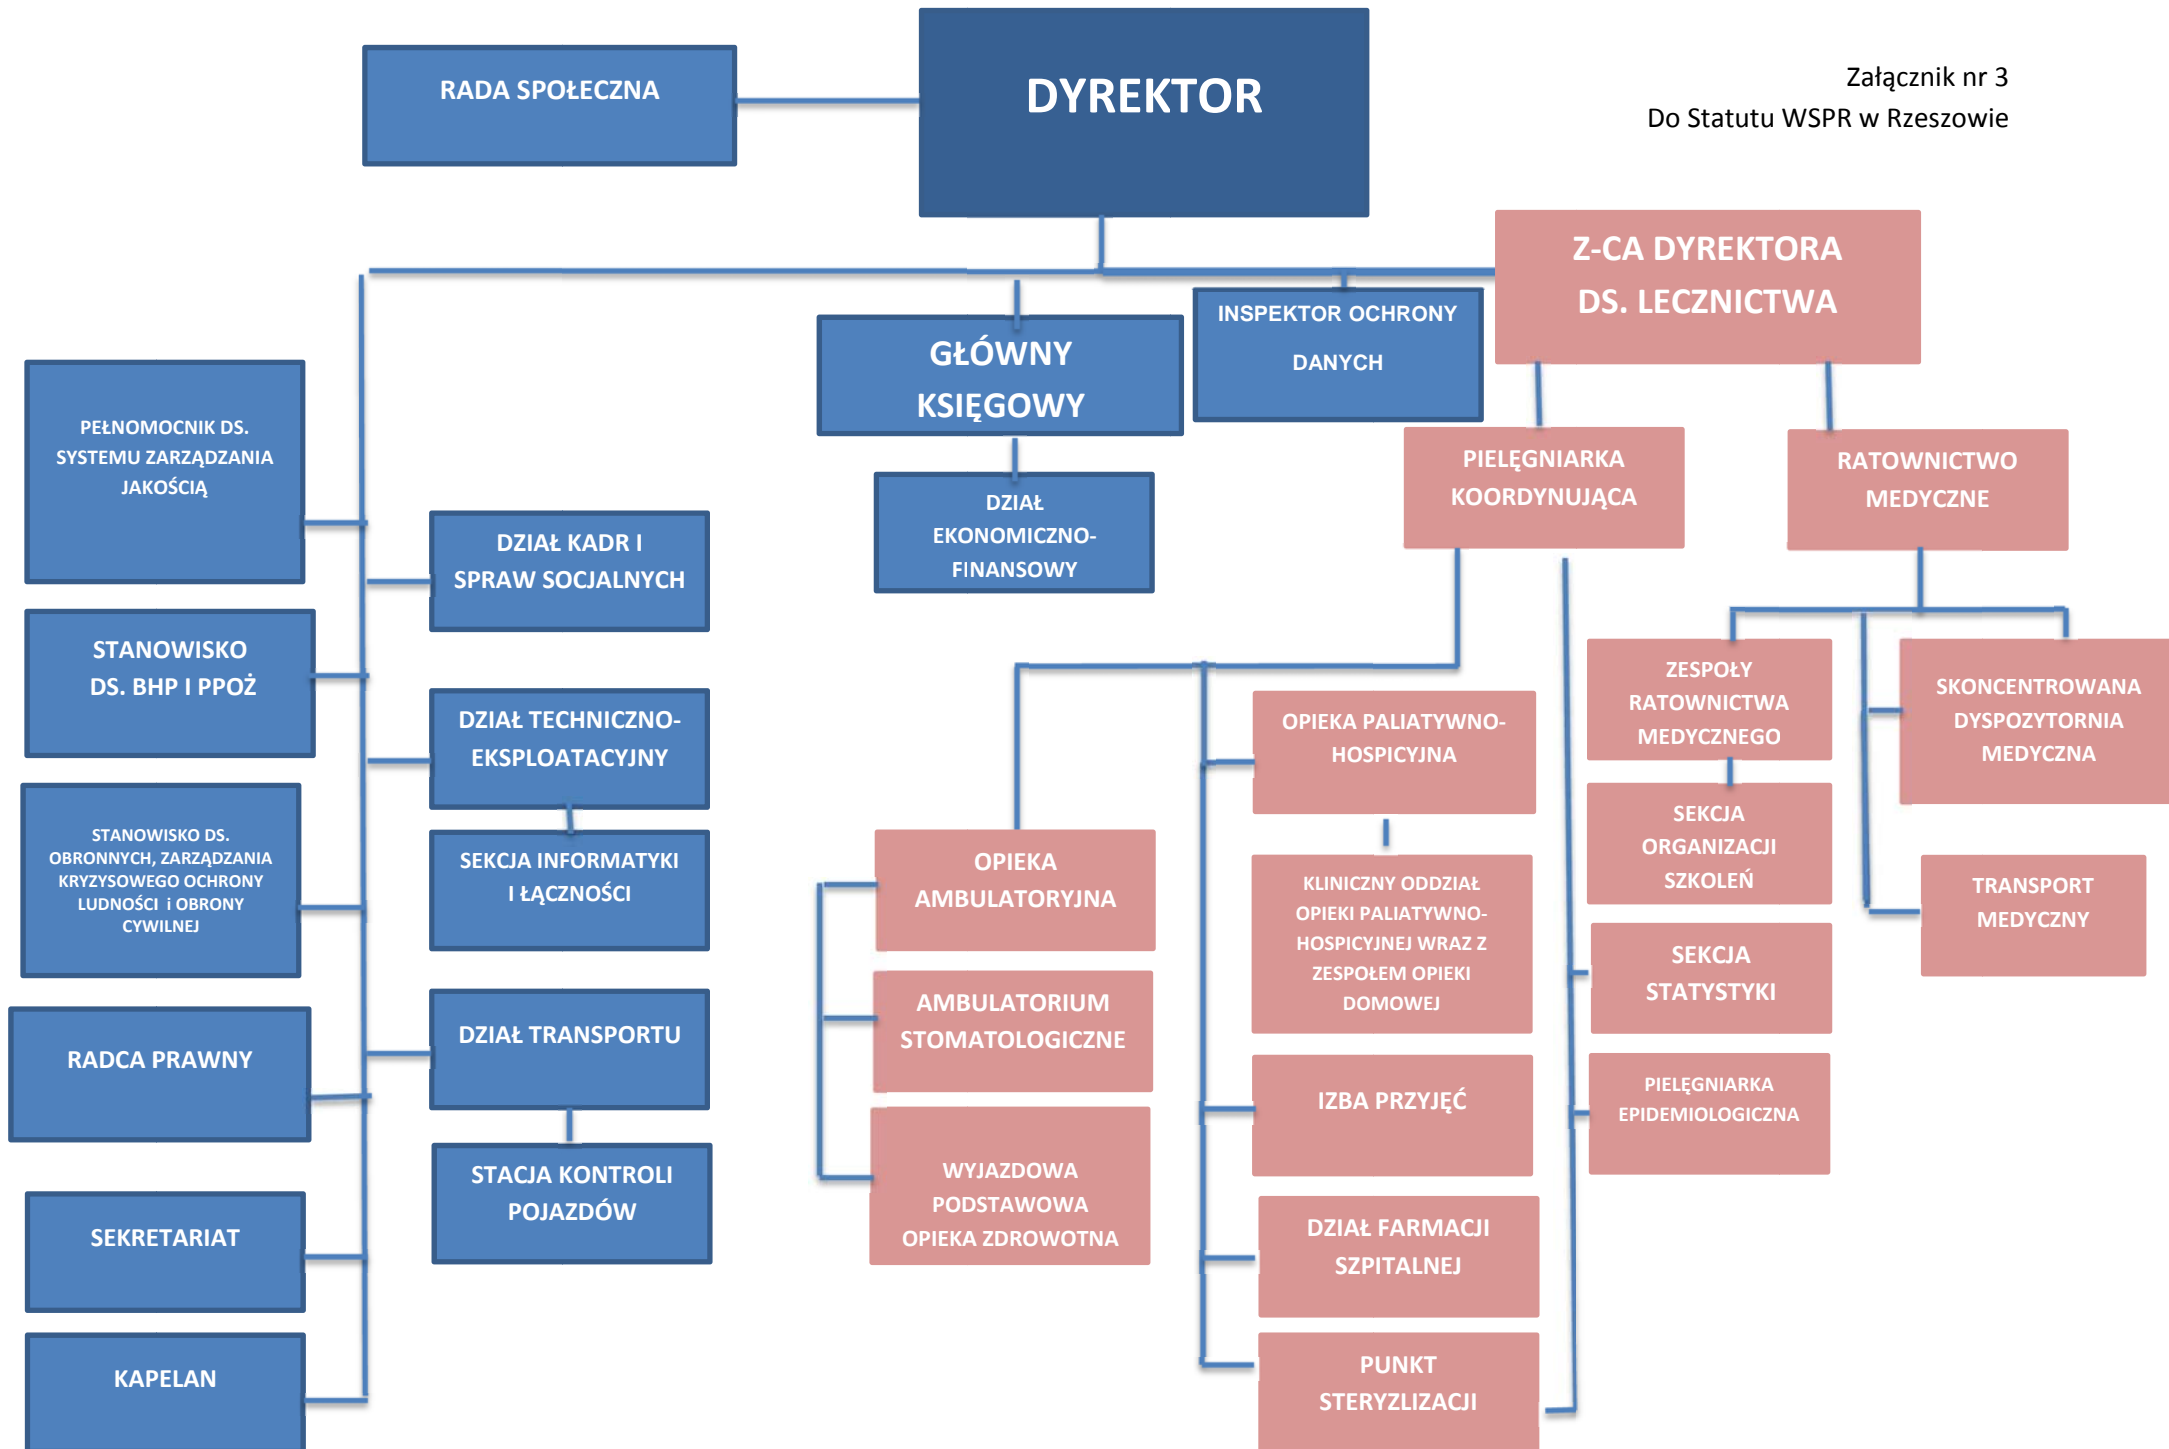 RADA SPOŁECZNA
DYREKTOR
Załącznik nr 3
Do Statutu WSPR w Rzeszowie
Z-CA DYREKTORA
DS. LECZNICTWA
GŁÓWNY
KSIĘGOWY
INSPEKTOR OCHRONY
DANYCH
PEŁNOMOCNIK DS.
SYSTEMU ZARZĄDZANIA
JAKOŚCIĄ
DZIAŁ
EKONOMICZNO-
FINANSOWY
PIELĘGNIARKA
KOORDYNUJĄCA
RATOWNICTWO
MEDYCZNE
DZIAŁ KADR I
SPRAW SOCJALNYCH
STANOWISKO
DS. BHP I PPOŻ
DZIAŁ TECHNICZNO-
EKSPLOATACYJNY
OPIEKA PALIATYWNO-
HOSPICYJNA
ZESPOŁY
RATOWNICTWA
MEDYCZNEGO
SKONCENTROWANA
DYSPOZYTORNIA
MEDYCZNA
STANOWISKO DS.
OBRONNYCH, ZARZĄDZANIA
KRYZYSOWEGO OCHRONY
LUDNOŚCI i OBRONY
CYWILNEJ
SEKCJA INFORMATYKI
I ŁĄCZNOŚCI
OPIEKA
AMBULATORYJNA
KLINICZNY ODDZIAŁ
OPIEKI PALIATYWNO-
HOSPICYJNEJ WRAZ Z
ZESPOŁEM OPIEKI
DOMOWEJ
SEKCJA
ORGANIZACJI
SZKOLEŃ
TRANSPORT
MEDYCZNY
SEKCJA
STATYSTYKI
RADCA PRAWNY
DZIAŁ TRANSPORTU
AMBULATORIUM
STOMATOLOGICZNE
IZBA PRZYJĘĆ
PIELĘGNIARKA
EPIDEMIOLOGICZNA
STACJA KONTROLI
POJAZDÓW
WYJAZDOWA
PODSTAWOWA
OPIEKA ZDROWOTNA
SEKRETARIAT
DZIAŁ FARMACJI
SZPITALNEJ
KAPELAN
PUNKT
STERYZLIZACJI